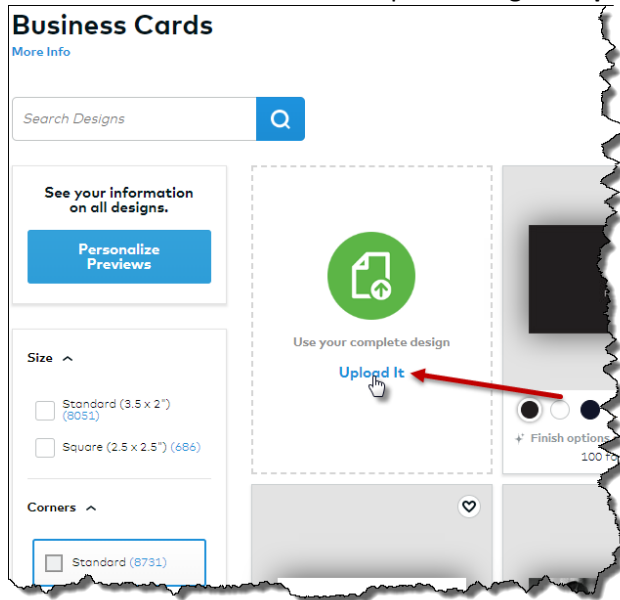 Business Cards
More Info
Search Designs
See your information
on all designs.
Personalize
Previews
Use your complete design
Upload It
Size
Standard (3.5 x 2")
(8051)
Square (2.5 x 2.5") (686)
Finish options
100
Corners
Standard (8731)